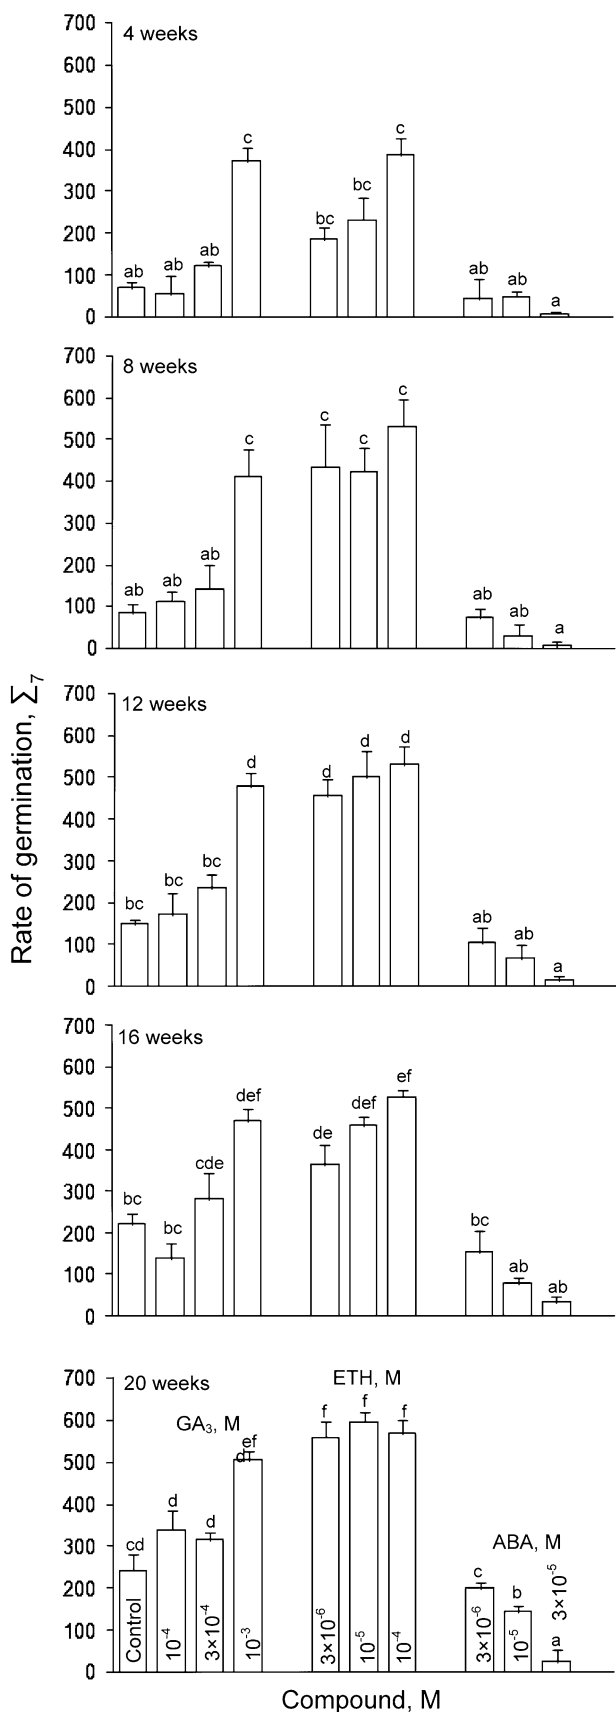 Rate of germination, Σ₇
4 weeks
700
600
500
400
300
200
100
0
ab ab ab c bc bc c ab ab a
8 weeks
700
600
500
400
300
200
100
0
ab ab ab c c c c ab ab a
12 weeks
700
600
500
400
300
200
100
0
bc bc bc d d d d ab ab a
16 weeks
700
600
500
400
300
200
100
0
bc bc cde def de def ef bc ab ab
20 weeks
700
600
500
400
300
200
100
0
GA₃, M
ETH, M
ABA, M
cd d d d ef f f f c b a
Control 10⁻⁴ 3×10⁻⁴ 10⁻³ 3×10⁻⁶ 10⁻⁵ 10⁻⁴ 3×10⁻⁶ 10⁻⁵ 3×10⁻⁵
Compound, M